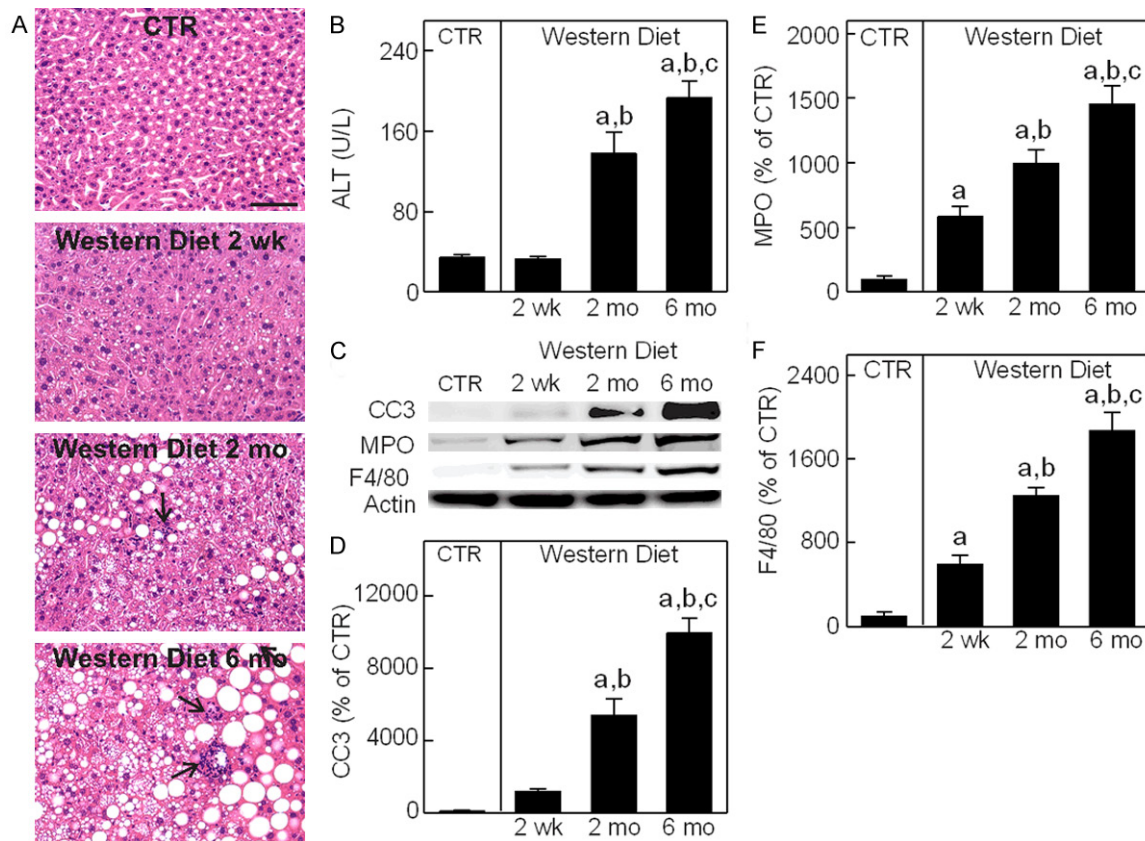 A
CTR
Western Diet 2 wk
Western Diet 2 mo
Western Diet 6 mo
B
CTR
Western Diet
ALT (U/L)
240
160
80
0
a,b
a,b,c
2 wk
2 mo
6 mo
C
Western Diet
CTR
2 wk
2 mo
6 mo
CC3
MPO
F4/80
Actin
D
CTR
Western Diet
CC3 (% of CTR)
12000
8000
4000
0
a,b
a,b,c
2 wk
2 mo
6 mo
E
CTR
Western Diet
MPO (% of CTR)
2000
1500
1000
500
0
a
a,b
a,b,c
2 wk
2 mo
6 mo
F
CTR
Western Diet
F4/80 (% of CTR)
2400
1600
800
0
a
a,b
a,b,c
2 wk
2 mo
6 mo